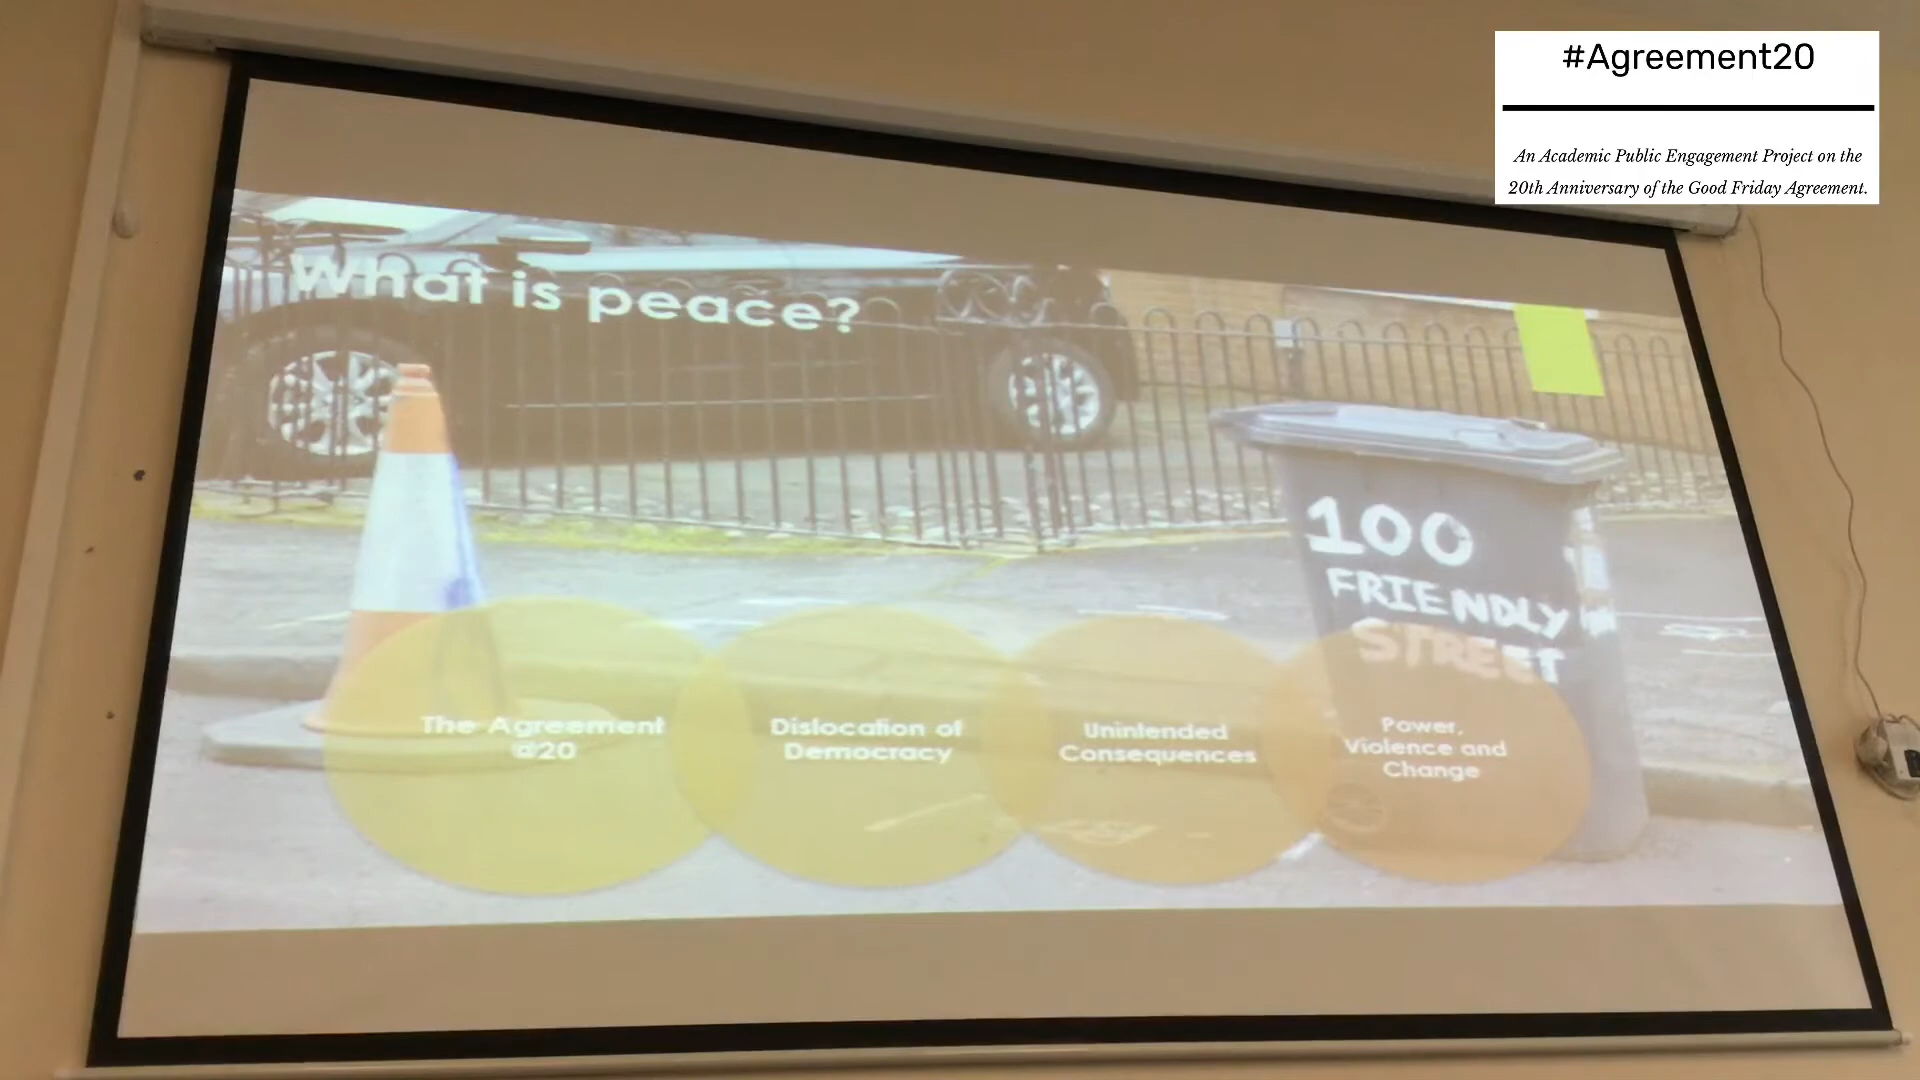 #Agreement20
An Academic Public Engagement Project on the
20th Anniversary of the Good Friday Agreement.
What is peace?
100
FRIENDLY
STREET
The Agreement
@20
Dislocation of
Democracy
Unintended
Consequences
Power,
Violence and
Change